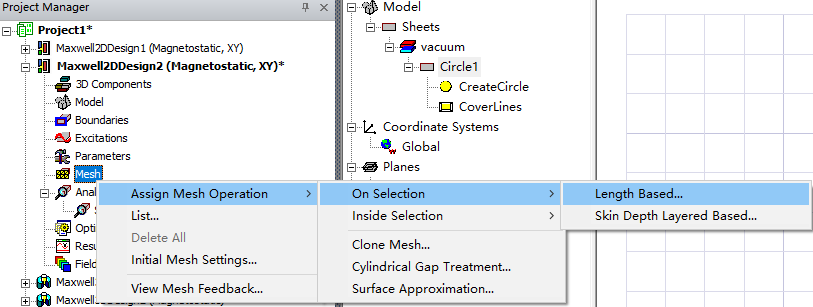 Project Manager
Project1*
Maxwell2DDesign1 (Magnetostatic, XY)
Maxwell2DDesign2 (Magnetostatic, XY)*
3D Components
Model
Boundaries
Excitations
Parameters
Mesh
Anal
Opti
Resu
Field
Maxwell
Model
Sheets
vacuum
Circle1
CreateCircle
CoverLines
Coordinate Systems
Global
Planes
Assign Mesh Operation
List...
Delete All
Initial Mesh Settings...
View Mesh Feedback...
On Selection
Inside Selection
Clone Mesh...
Cylindrical Gap Treatment...
Surface Approximation...
Length Based...
Skin Depth Layered Based...